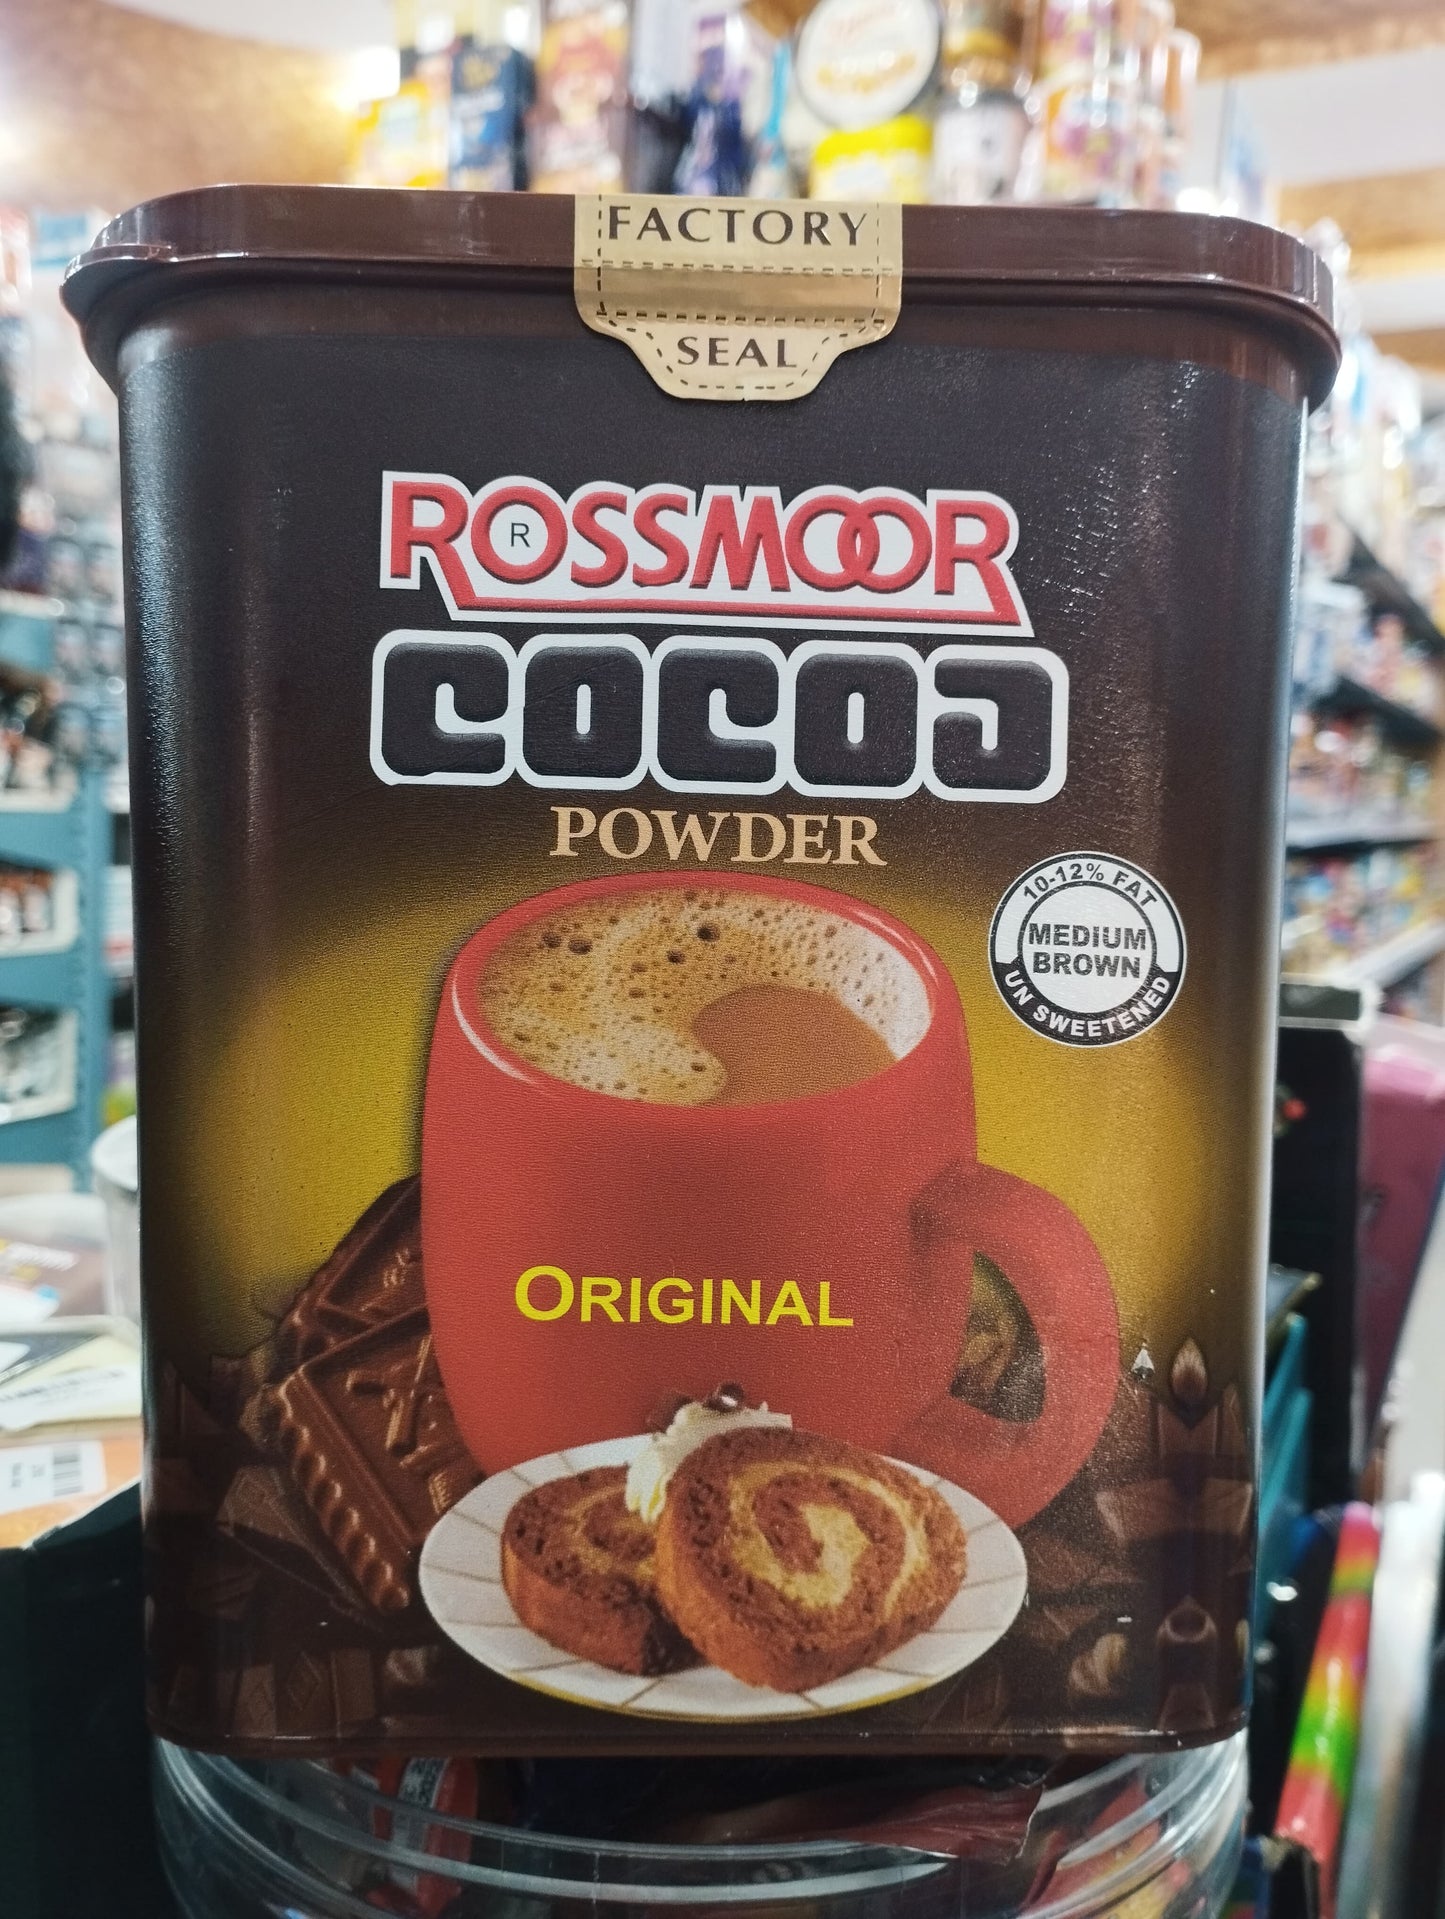 FACTORY
SEAL
ROSSMOOR
R
COCOA
POWDER
10-12% FAT
MEDIUM
BROWN
UN SWEETENED
ORIGINAL